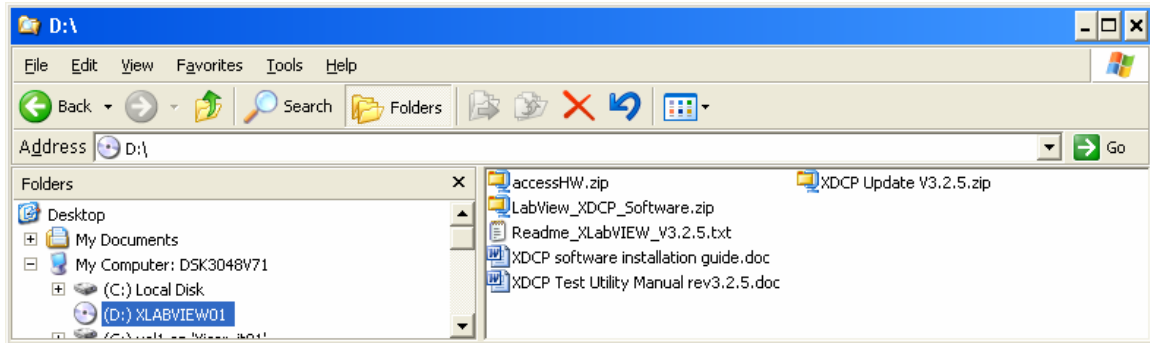 D:\
File Edit View Favorites Tools Help
Back Search Folders
Address D:\ Go
Folders
Desktop
My Documents
My Computer: DSK3048V71
(C:) Local Disk
(D:) XLABVIEW01
accessHW.zip
LabView_XDCP_Software.zip
Readme_XLabVIEW_V3.2.5.txt
XDCP software installation guide.doc
XDCP Test Utility Manual rev3.2.5.doc
XDCP Update V3.2.5.zip